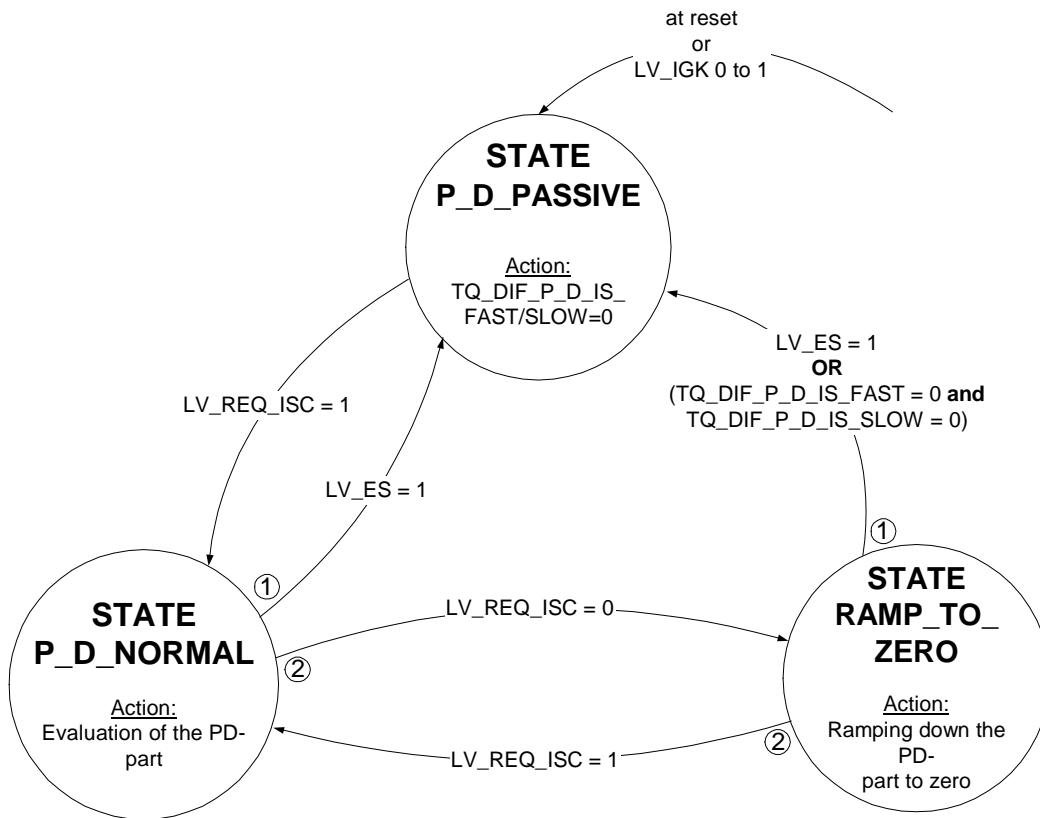 at reset
or
LV_IGK 0 to 1
STATE
P_D_PASSIVE
Action:
TQ_DIF_P_D_IS_
FAST/SLOW=0
LV_ES = 1
OR
(TQ_DIF_P_D_IS_FAST = 0 and
TQ_DIF_P_D_IS_SLOW = 0)
LV_REQ_ISC = 1
LV_ES = 1
1
1
STATE
P_D_NORMAL
Action:
Evaluation of the PD-
part
2
LV_REQ_ISC = 0
LV_REQ_ISC = 1
STATE
RAMP_TO_
ZERO
Action:
Ramping down the
PD-
part to zero
2